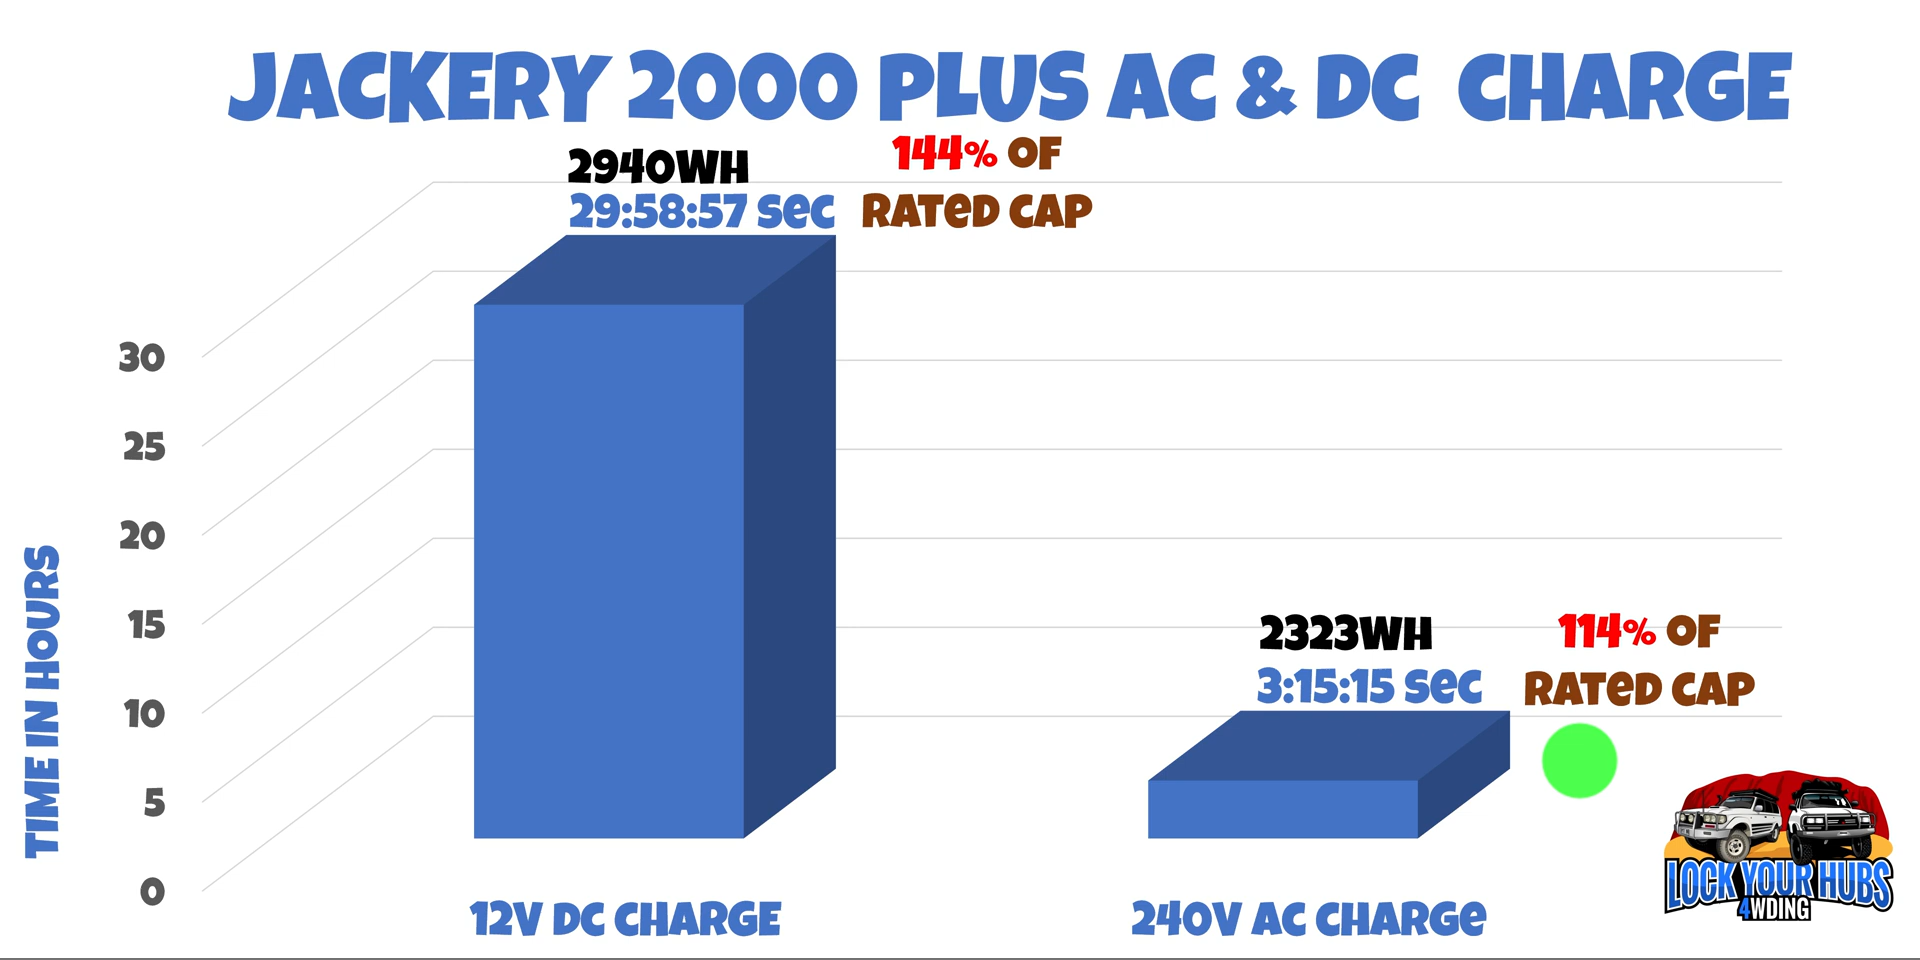 JACKERY 2000 PLUS AC & DC CHARGE
2940WH
29:58:57 SEC
144% OF
RATED CAP
30
25
20
15
10
5
0
TIME IN HOURS
2323WH
3:15:15 SEC
114% OF
RATED CAP
12V DC CHARGE
240V AC CHARGE
LOCK YOUR HUBS
4WDING